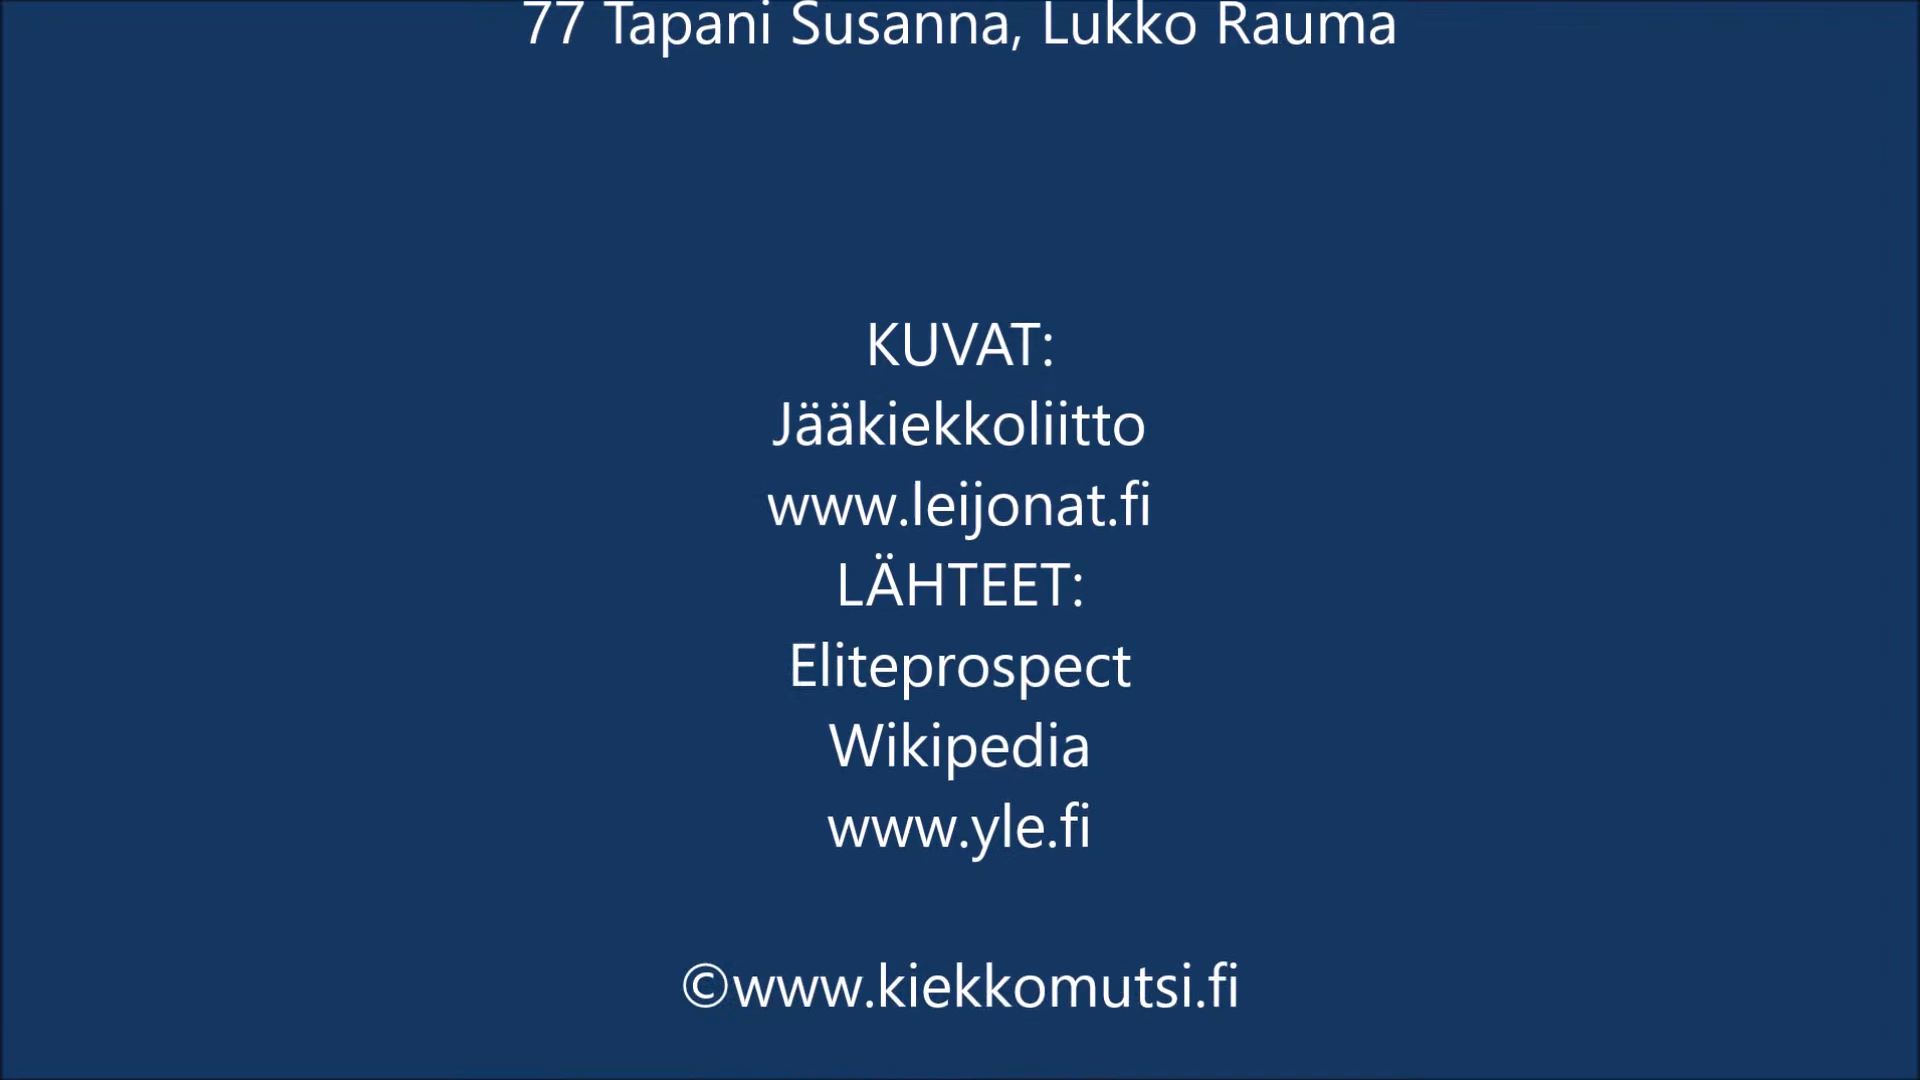 77 Tapani Susanna, Lukko Rauma
KUVAT:
Jääkiekkoliitto
www.leijonat.fi
LÄHTEET:
Eliteprospect
Wikipedia
www.yle.fi
©www.kiekkomutsi.fi